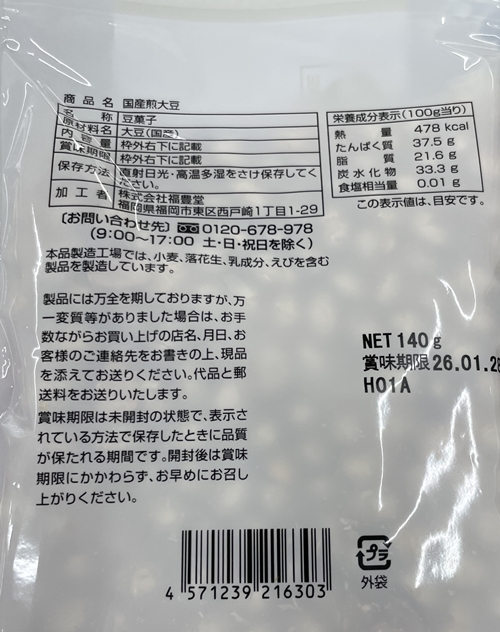 商品名 国産煎大豆
名称 豆菓子
原材料名 大豆(国産)
内容量 枠外右下に記載
賞味期限 枠外右下に記載
保存方法 直射日光・高温多湿をさけ保存してく
ださい。
加工者 株式会社福豊堂
福岡県福岡市東区西戸崎1丁目1-29
〔お問い合わせ先〕 0120-678-978
(9:00〜17:00 土・日・祝日を除く)
本品製造工場では、小麦、落花生、乳成分、えびを含む
製品を製造しています。
栄養成分表示(100g当り)
熱量 478 kcal
たんぱく質 37.5 g
脂質 21.6 g
炭水化物 33.3 g
食塩相当量 0.01 g
この表示値は、目安です。
製品には万全を期しておりますが、万
一変質等がありました場合は、お手
数ながらお買い上げの店名、月日、お
客様のご連絡先をお書きの上、現品
を添えてお送りください。代品と郵
送料をお送りいたします。
賞味期限は未開封の状態で、表示さ
れている方法で保存したときに品質
が保たれる期間です。開封後は賞味
期限にかかわらず、お早めにお召し
上がりください。
NET 140g
賞味期限26.01.28
H01A
4 571239 216303
プラ
外袋